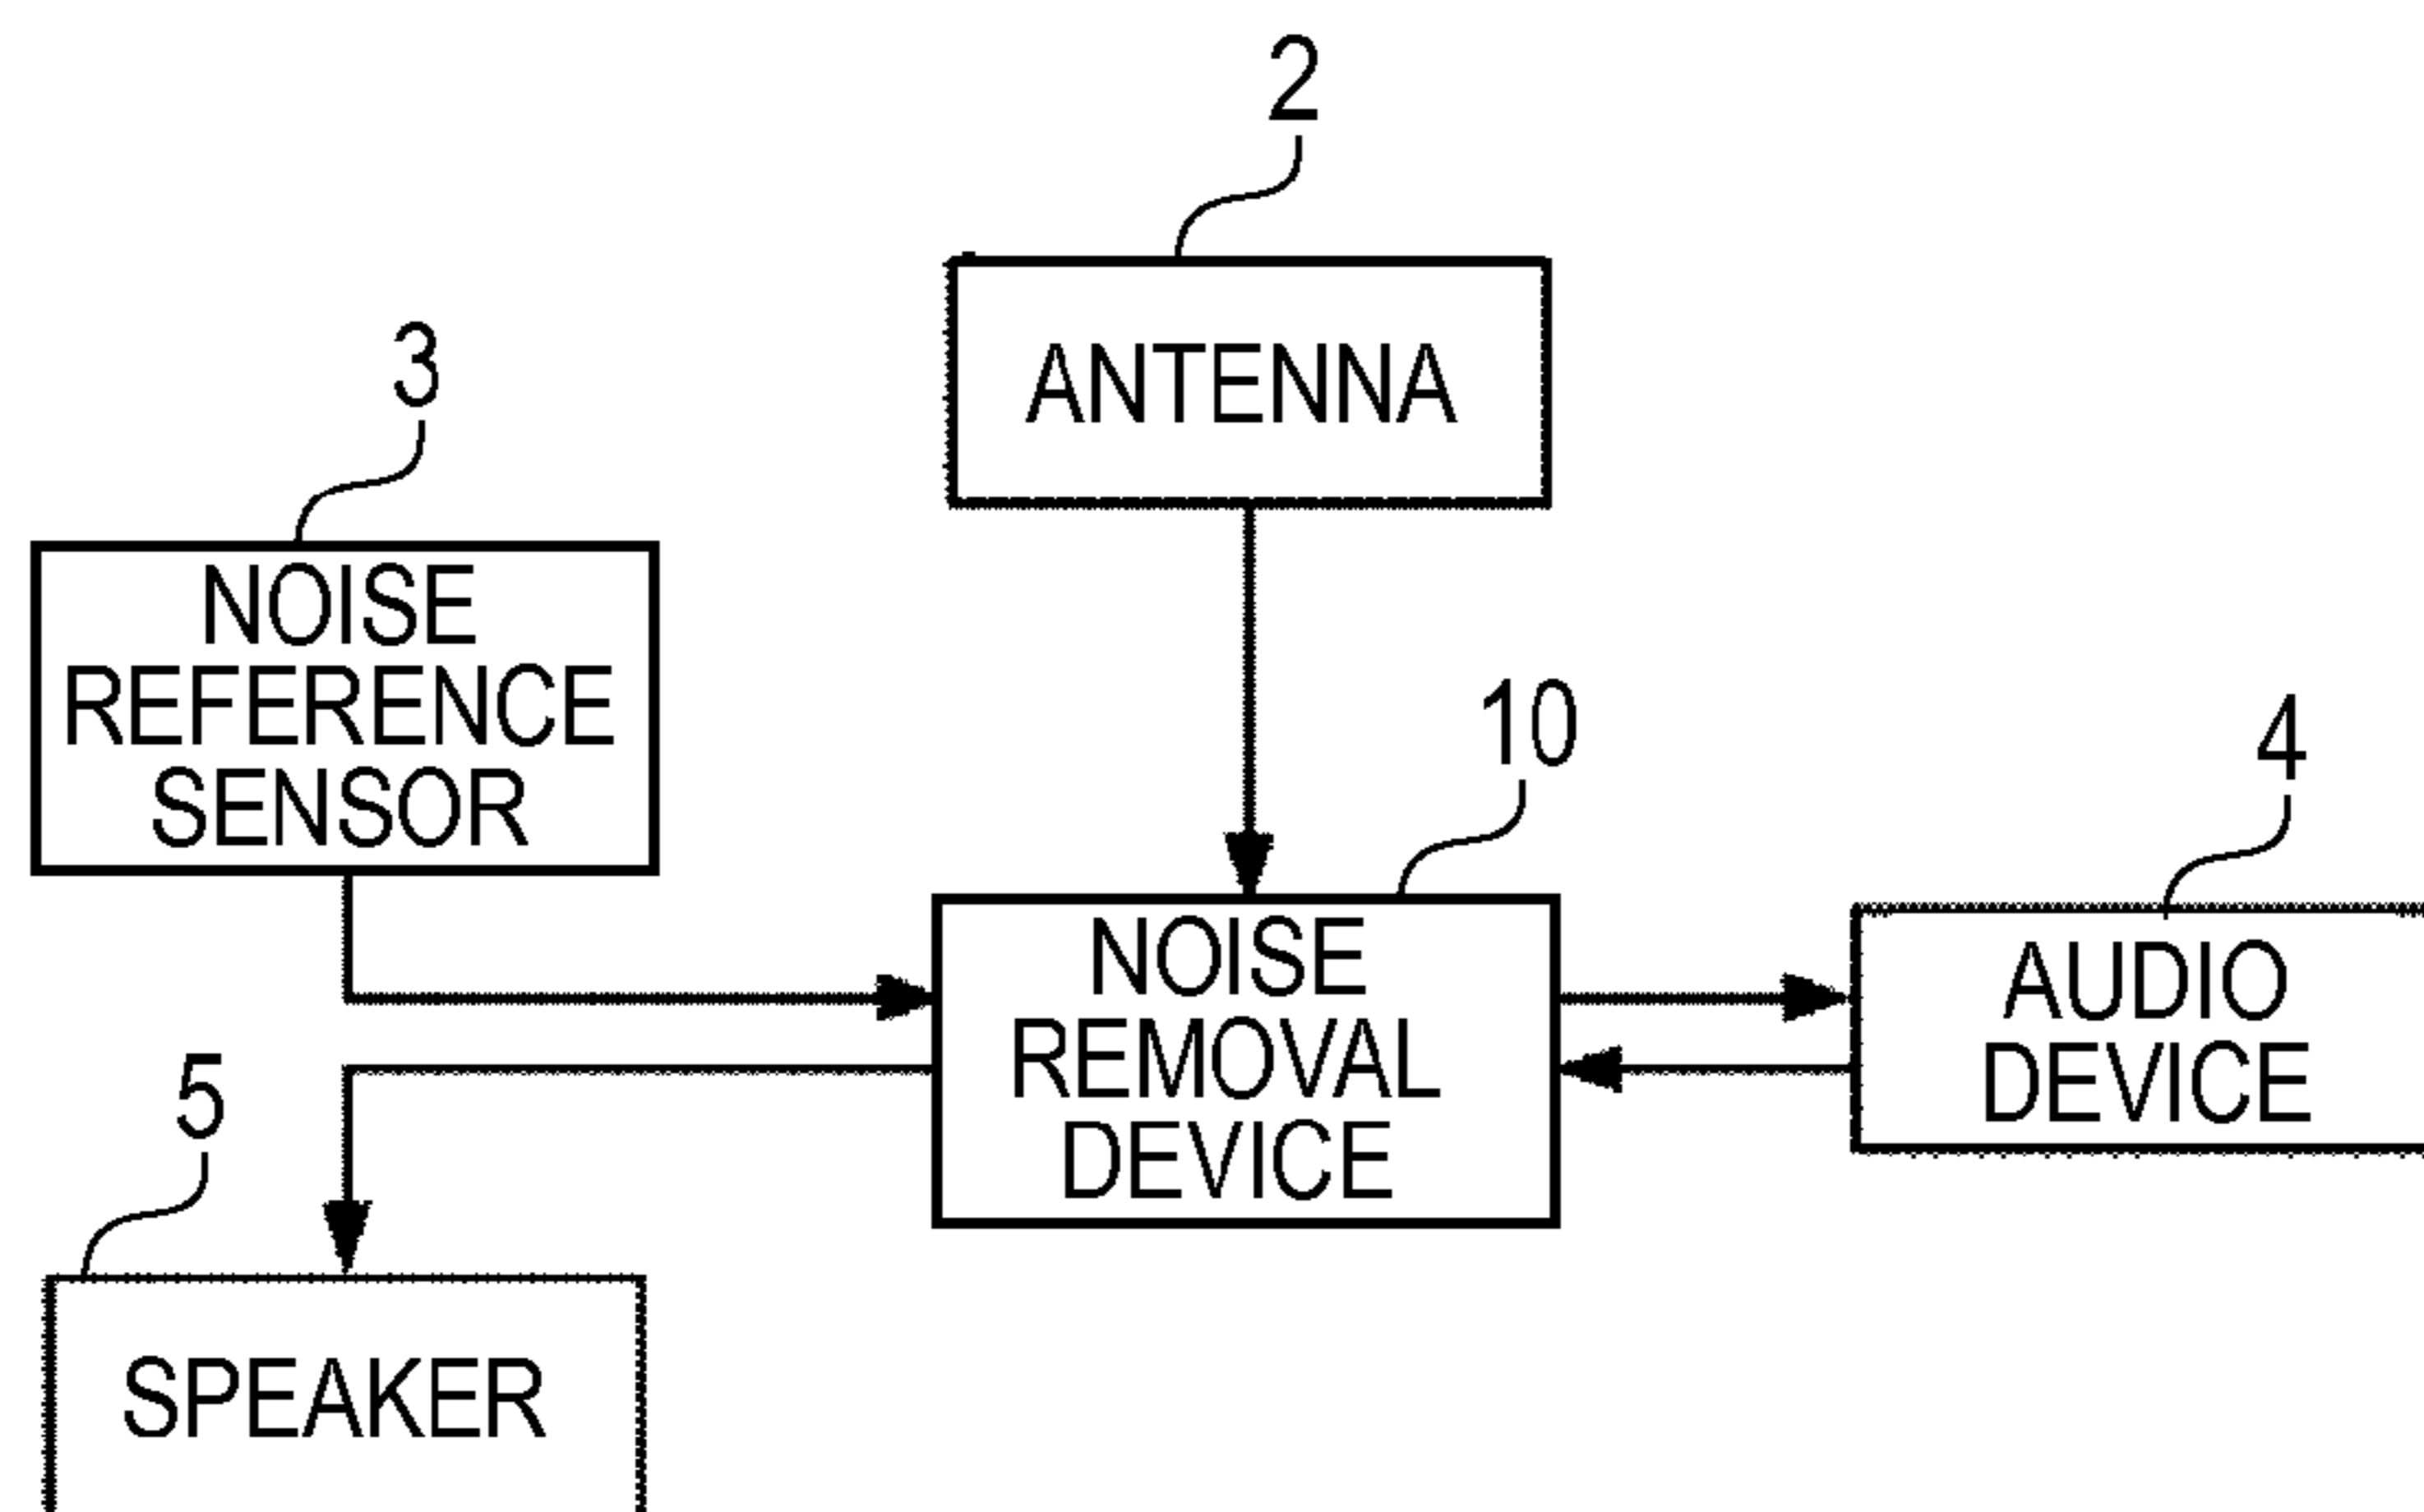 2
ANTENNA
3
NOISE
REFERENCE
SENSOR
10
NOISE
REMOVAL
DEVICE
4
AUDIO
DEVICE
5
SPEAKER